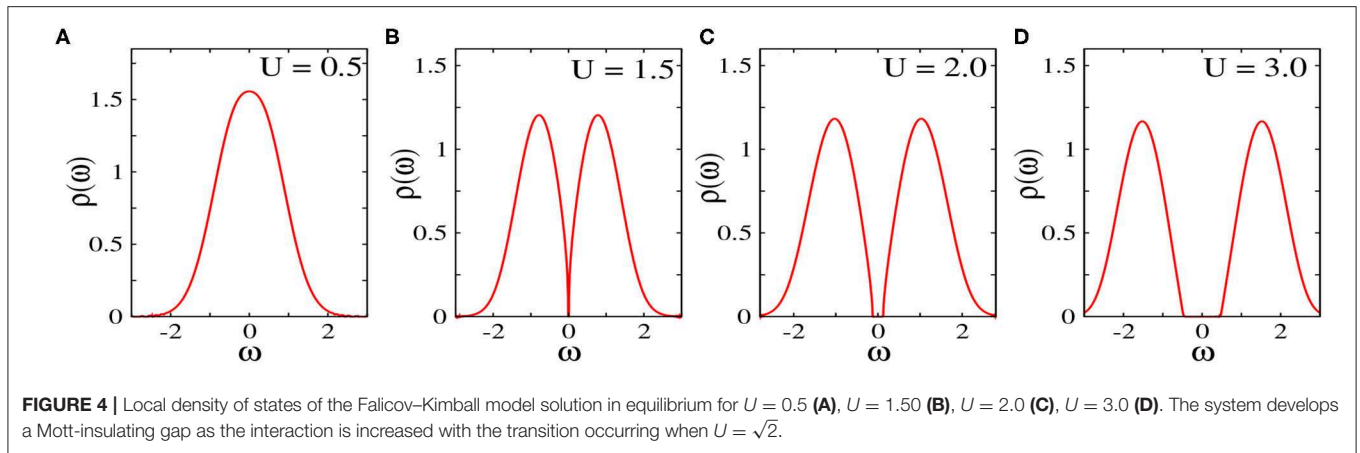 A
U = 0.5
1.5
1
0.5
0
ρ(ω)
-2
0
2
ω
B
U = 1.5
1.5
1
0.5
0
ρ(ω)
-2
0
2
ω
C
U = 2.0
1.5
1
0.5
0
ρ(ω)
-2
0
2
ω
D
U = 3.0
1.5
1
0.5
0
ρ(ω)
-2
0
2
ω
FIGURE 4 | Local density of states of the Falicov–Kimball model solution in equilibrium for U = 0.5 (A), U = 1.50 (B), U = 2.0 (C), U = 3.0 (D). The system develops
a Mott-insulating gap as the interaction is increased with the transition occurring when U = √2.